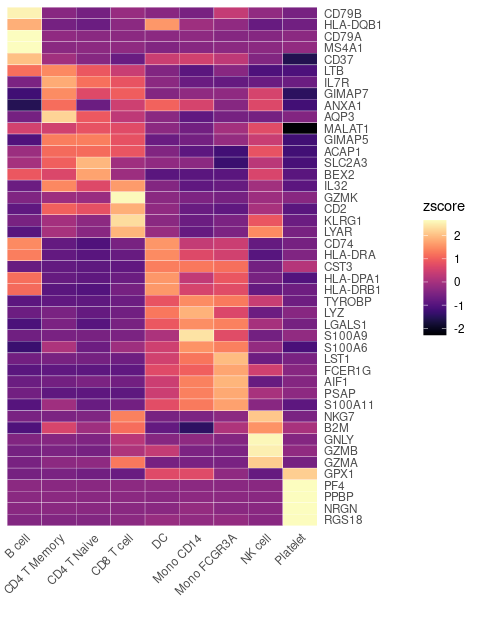 CD79B
HLA-DQB1
CD79A
MS4A1
CD37
LTB
IL7R
GIMAP7
ANXA1
AQP3
MALAT1
GIMAP5
ACAP1
SLC2A3
BEX2
IL32
GZMK
CD2
KLRG1
LYAR
CD74
HLA-DRA
CST3
HLA-DPA1
HLA-DRB1
TYROBP
LYZ
LGALS1
S100A9
S100A6
LST1
FCER1G
AIF1
PSAP
S100A11
NKG7
B2M
GNLY
GZMB
GZMA
GPX1
PF4
PPBP
NRGN
RGS18
zscore
2
1
0
-1
-2
B cell
CD4 T Memory
CD4 T Naive
CD8 T cell
DC
Mono CD14
Mono FCGR3A
NK cell
Platelet